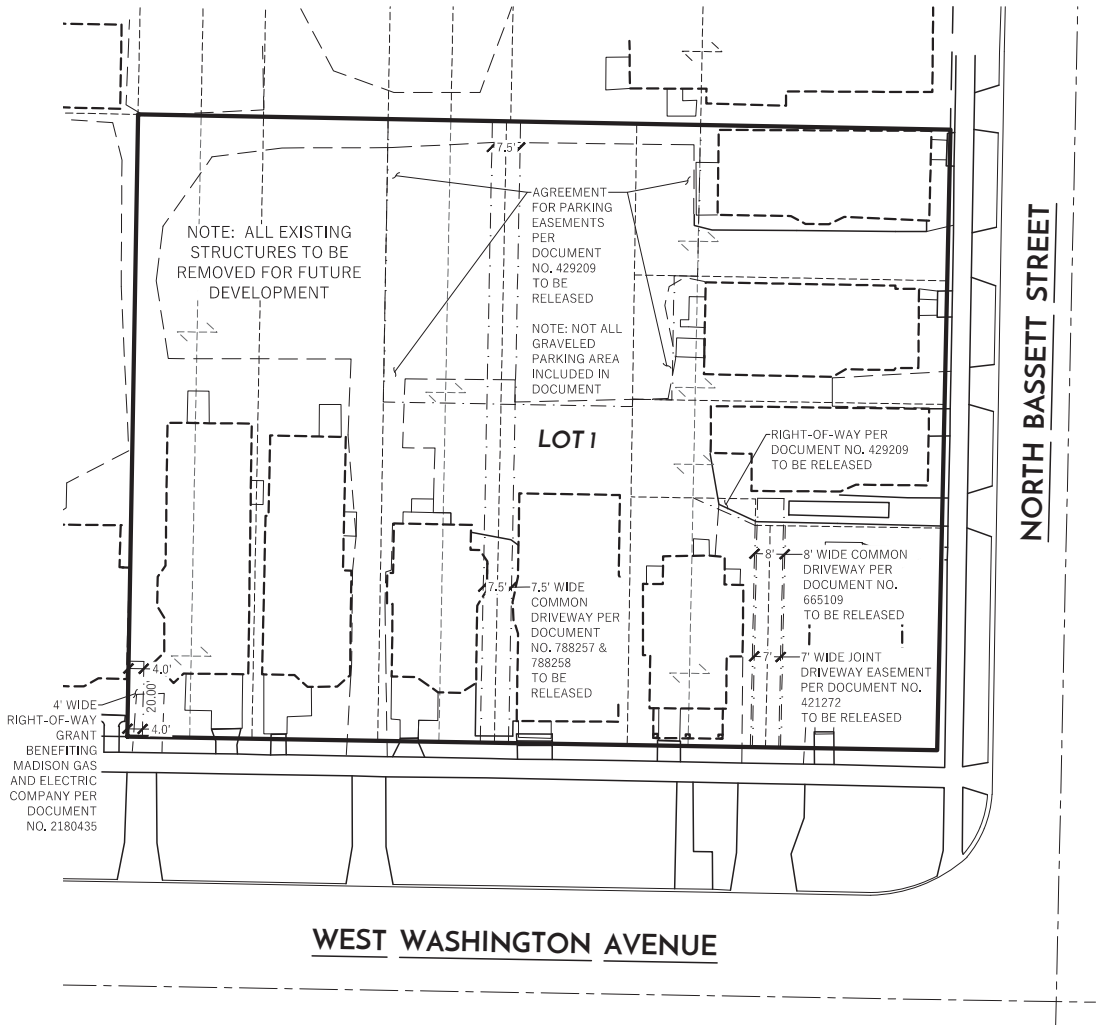 7.5'
AGREEMENT
FOR PARKING
EASEMENTS
PER
DOCUMENT
NO. 429209
TO BE
RELEASED
NOTE: NOT ALL
GRAVELED
PARKING AREA
INCLUDED IN
DOCUMENT
NOTE: ALL EXISTING
STRUCTURES TO BE
REMOVED FOR FUTURE
DEVELOPMENT
NORTH BASSETT STREET
LOT 1
RIGHT-OF-WAY PER
DOCUMENT NO. 429209
TO BE RELEASED
8'
8' WIDE COMMON
DRIVEWAY PER
DOCUMENT NO.
665109
TO BE RELEASED
7.5'
7.5' WIDE
COMMON
DRIVEWAY PER
DOCUMENT
NO. 788257 &
788258
TO BE
RELEASED
7'
7' WIDE JOINT
DRIVEWAY EASEMENT
PER DOCUMENT NO.
421272
TO BE RELEASED
4.0'
20.00'
4.0'
4' WIDE
RIGHT-OF-WAY
GRANT
BENEFITING
MADISON GAS
AND ELECTRIC
COMPANY PER
DOCUMENT
NO. 2180435
WEST WASHINGTON AVENUE